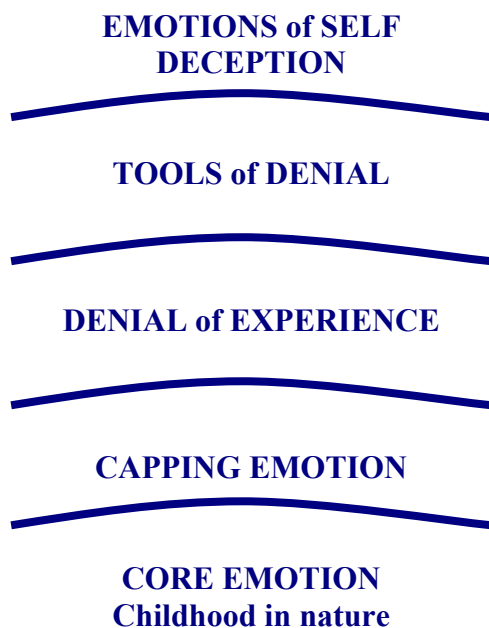 EMOTIONS of SELF
DECEPTION
TOOLS of DENIAL
DENIAL of EXPERIENCE
CAPPING EMOTION
CORE EMOTION
Childhood in nature